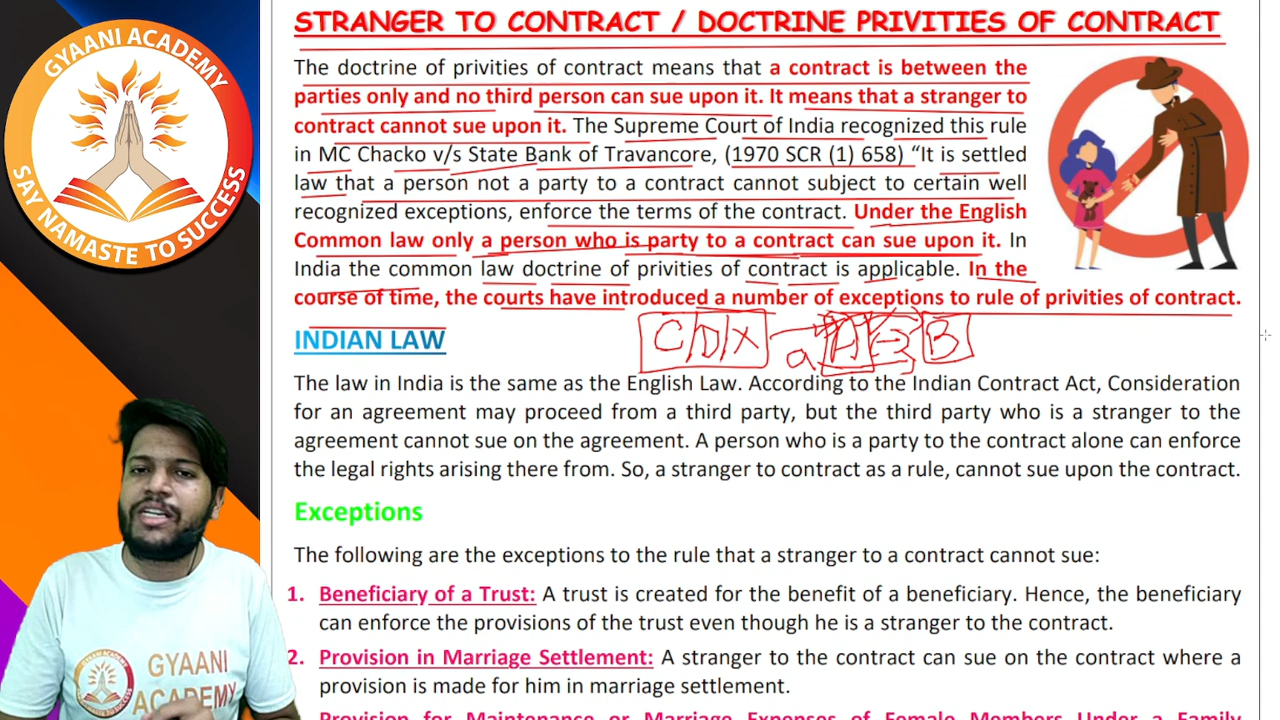 GYAANI ACADEMY
SAY NAMASTE TO SUCCESS
STRANGER TO CONTRACT / DOCTRINE PRIVITIES OF CONTRACT
The doctrine of privities of contract means that a contract is between the
parties only and no third person can sue upon it. It means that a stranger to
contract cannot sue upon it. The Supreme Court of India recognized this rule
in MC Chacko v/s State Bank of Travancore, (1970 SCR (1) 658) “It is settled
law that a person not a party to a contract cannot subject to certain well
recognized exceptions, enforce the terms of the contract. Under the English
Common law only a person who is party to a contract can sue upon it. In
India the common law doctrine of privities of contract is applicable. In the
course of time, the courts have introduced a number of exceptions to rule of privities of contract.
C D X B
INDIAN LAW
The law in India is the same as the English Law. According to the Indian Contract Act, Consideration
for an agreement may proceed from a third party, but the third party who is a stranger to the
agreement cannot sue on the agreement. A person who is a party to the contract alone can enforce
the legal rights arising there from. So, a stranger to contract as a rule, cannot sue upon the contract.
Exceptions
The following are the exceptions to the rule that a stranger to a contract cannot sue:
1. Beneficiary of a Trust: A trust is created for the benefit of a beneficiary. Hence, the beneficiary
can enforce the provisions of the trust even though he is a stranger to the contract.
2. Provision in Marriage Settlement: A stranger to the contract can sue on the contract where a
provision is made for him in marriage settlement.
Provision for Maintenance or Marriage Expenses of Female Members Under a Family
GYAANI
ACADEMY